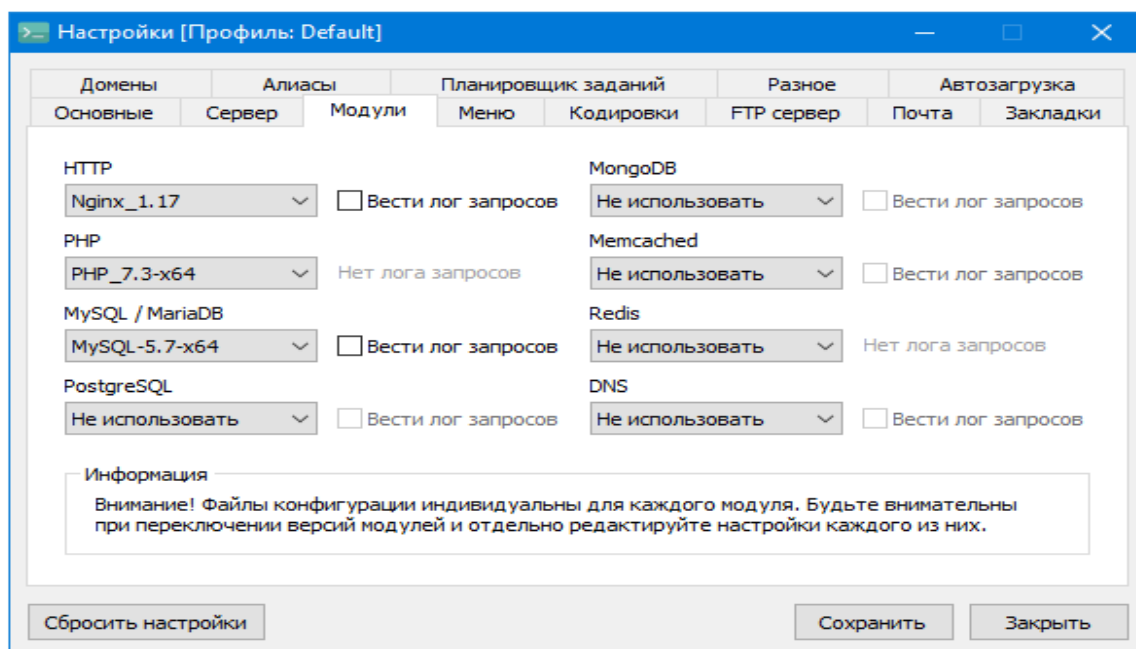 Настройки [Профиль: Default]
Домены Алиасы Планировщик заданий Разное Автозагрузка
Основные Сервер Модули Меню Кодировки FTP сервер Почта Закладки
HTTP MongoDB
Nginx_1.17 Вести лог запросов Не использовать Вести лог запросов
PHP Memcached
PHP_7.3-x64 Нет лога запросов Не использовать Вести лог запросов
MySQL / MariaDB Redis
MySQL-5.7-x64 Вести лог запросов Не использовать Нет лога запросов
PostgreSQL DNS
Не использовать Вести лог запросов Не использовать Вести лог запросов
Информация
Внимание! Файлы конфигурации индивидуальны для каждого модуля. Будьте внимательны
при переключении версий модулей и отдельно редактируйте настройки каждого из них.
Сбросить настройки Сохранить Закрыть